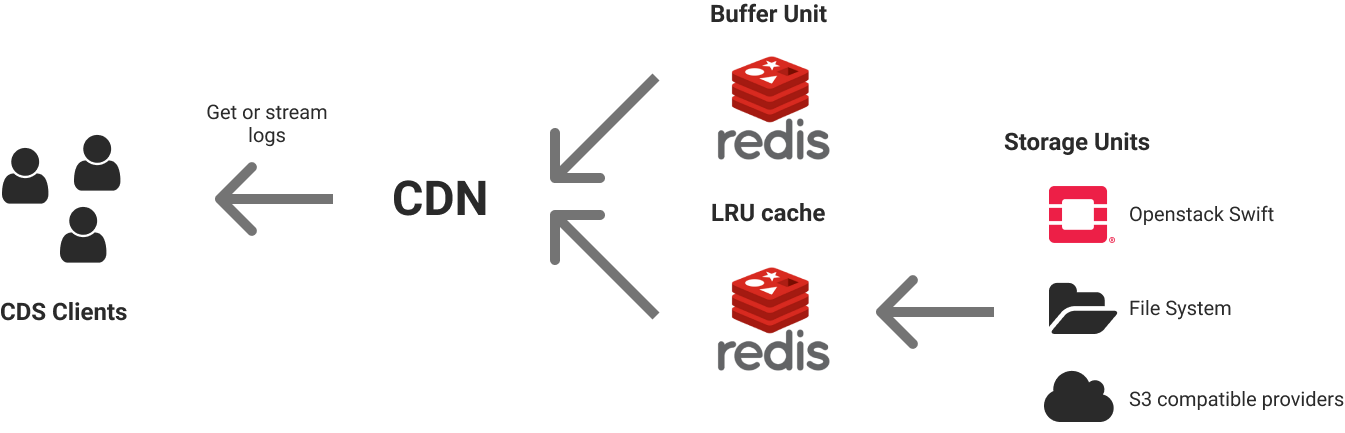 Buffer Unit
redis
Get or stream
logs
CDN
CDS Clients
LRU cache
redis
Storage Units
Openstack Swift
®
File System
S3 compatible providers